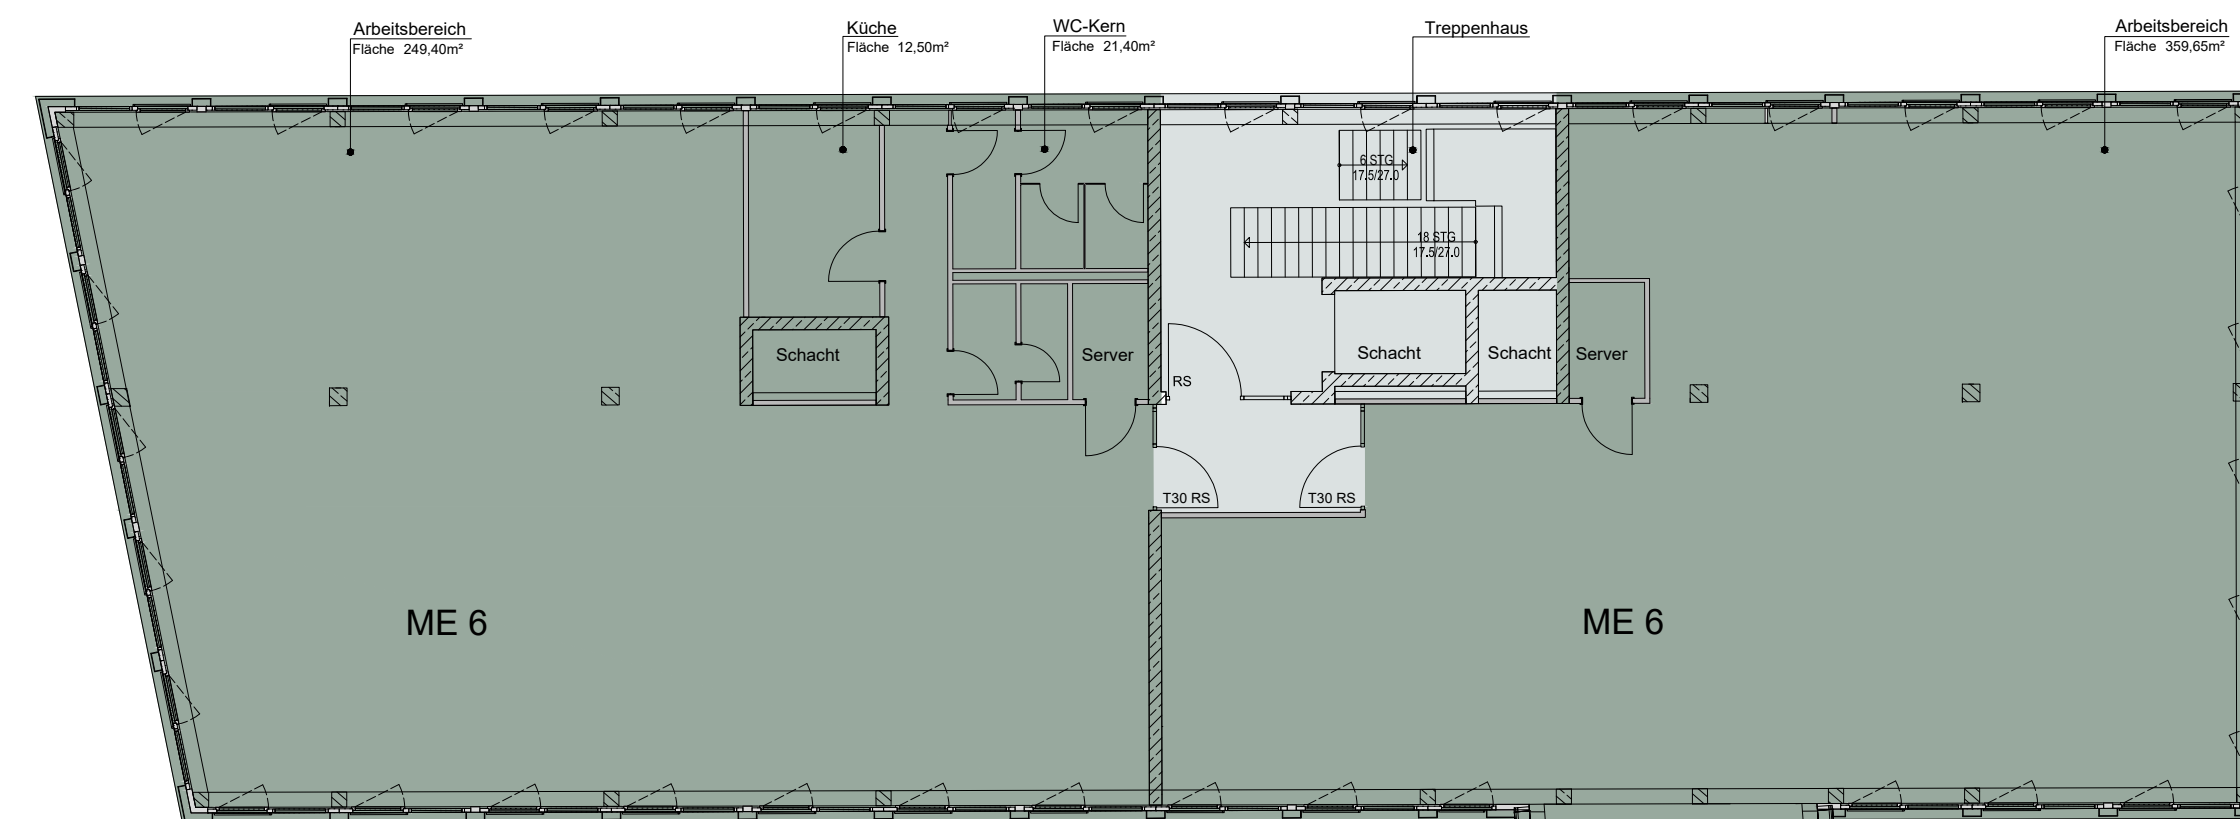 Arbeitsbereich
Fläche 249,40m²
Küche
Fläche 12,50m²
WC-Kern
Fläche 21,40m²
Treppenhaus
Arbeitsbereich
Fläche 359,65m²
6 STG
17.5/27.0
18 STG
17.5/27.0
Schacht
Server
Schacht
Schacht
Server
RS
T30 RS
T30 RS
ME 6
ME 6